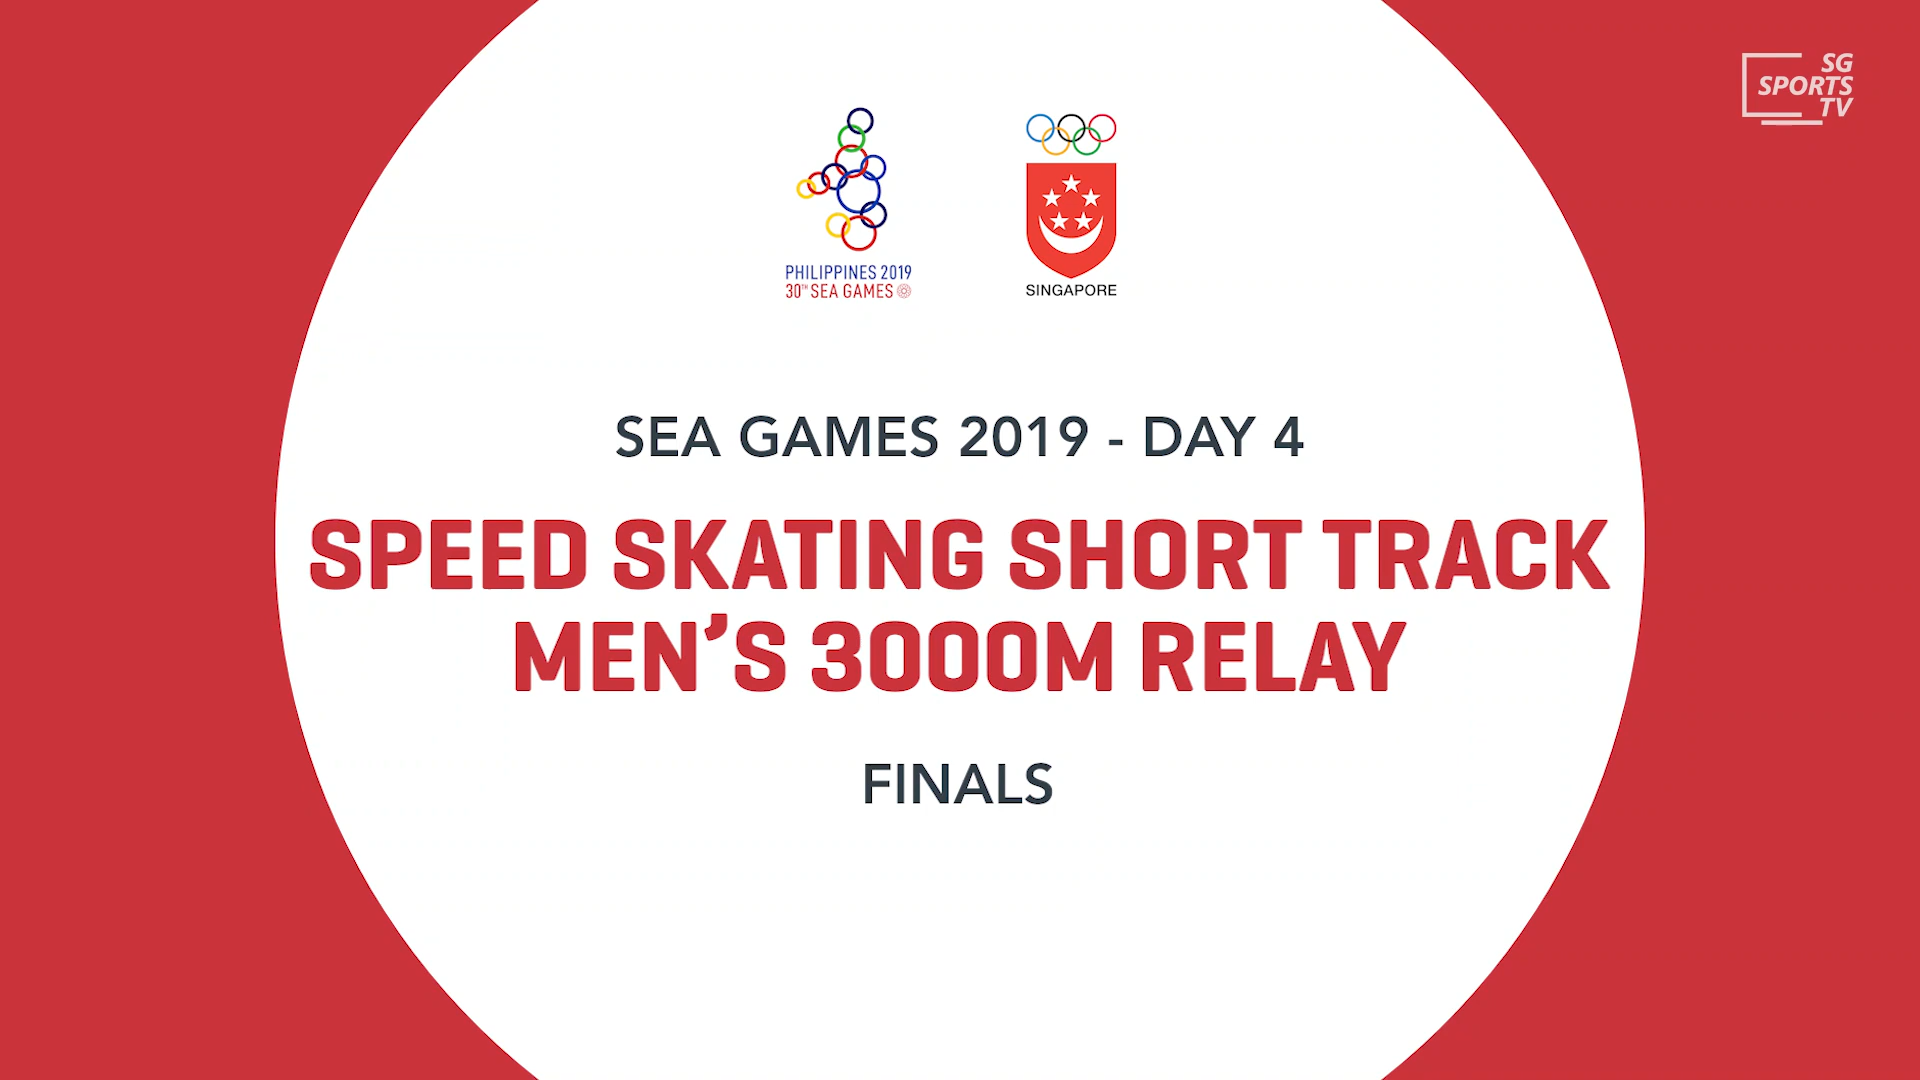 SG
SPORTS
TV
PHILIPPINES 2019
30TH SEA GAMES
SINGAPORE
SEA GAMES 2019 - DAY 4
SPEED SKATING SHORT TRACK
MEN’S 3000M RELAY
FINALS